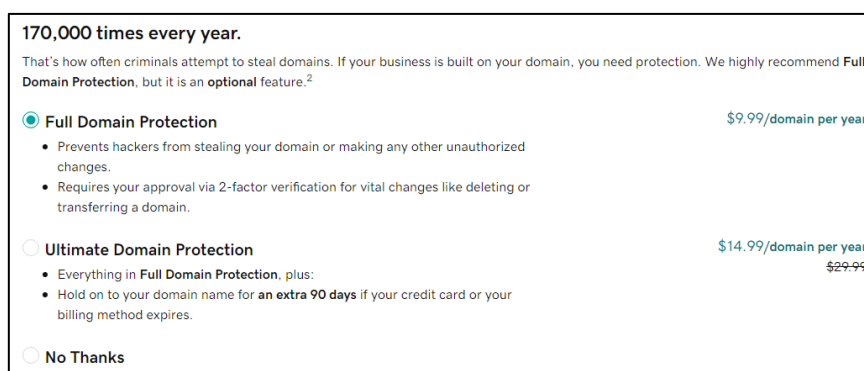 170,000 times every year.
That's how often criminals attempt to steal domains. If your business is built on your domain, you need protection. We highly recommend Full
Domain Protection, but it is an optional feature.2
Full Domain Protection
$9.99/domain per year
• Prevents hackers from stealing your domain or making any other unauthorized
changes.
• Requires your approval via 2-factor verification for vital changes like deleting or
transferring a domain.
Ultimate Domain Protection
$14.99/domain per year
$29.99
• Everything in Full Domain Protection, plus:
• Hold on to your domain name for an extra 90 days if your credit card or your
billing method expires.
No Thanks